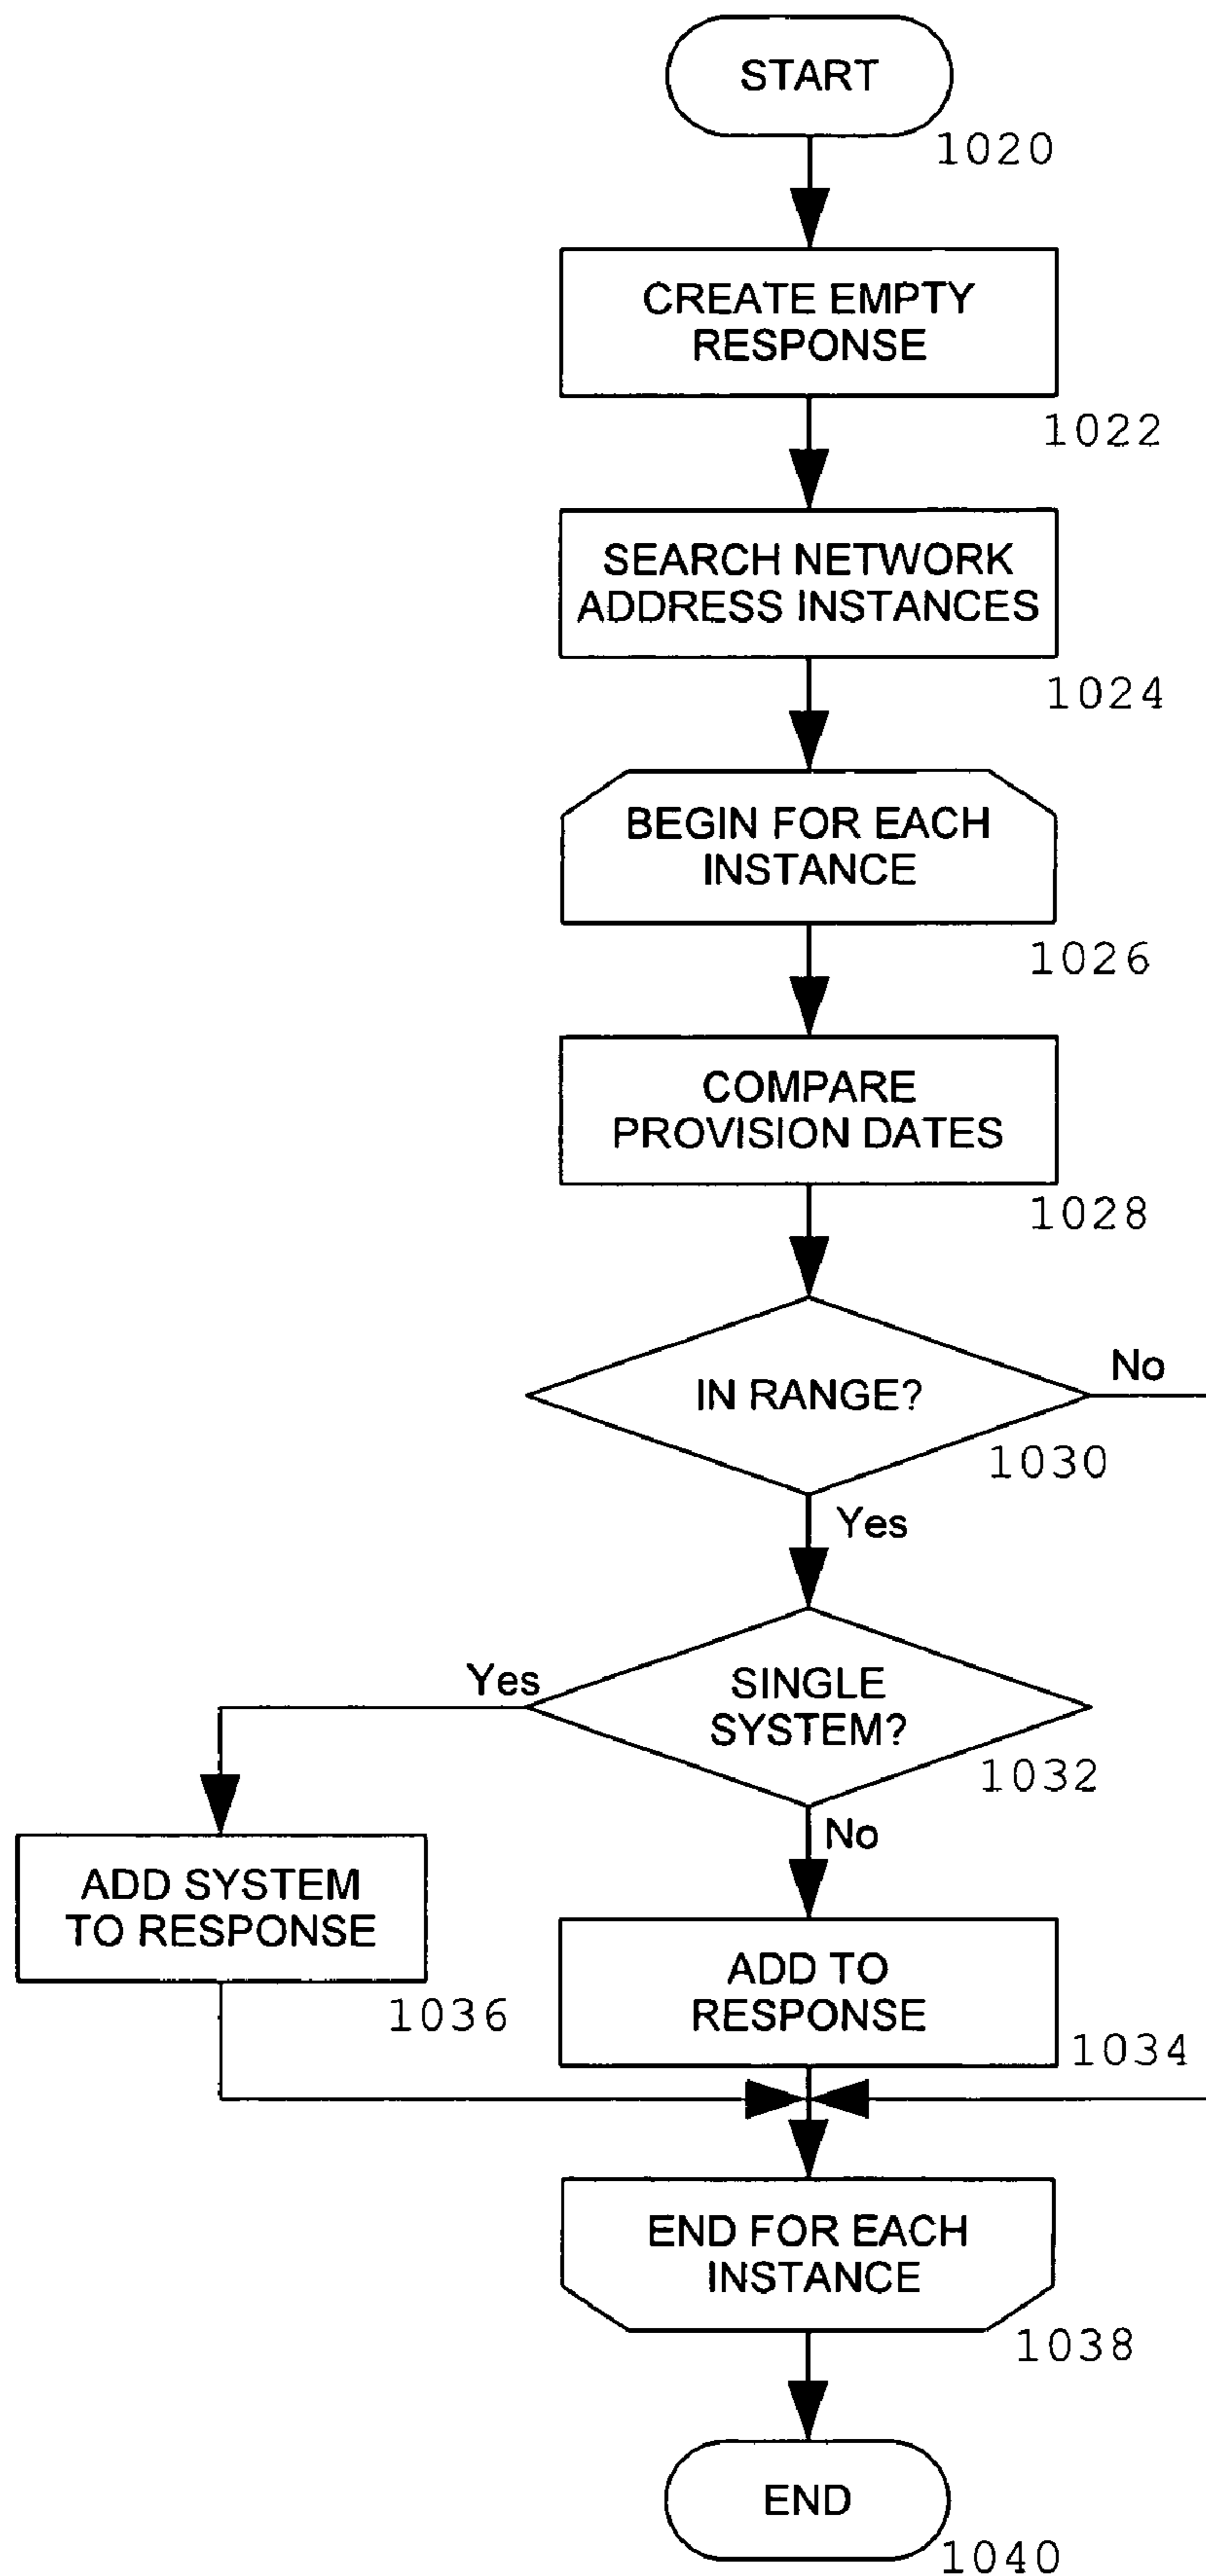 START
1020
CREATE EMPTY
RESPONSE
1022
SEARCH NETWORK
ADDRESS INSTANCES
1024
BEGIN FOR EACH
INSTANCE
1026
COMPARE
PROVISION DATES
1028
IN RANGE?
No
1030
Yes
SINGLE
SYSTEM?
Yes
1032
No
ADD SYSTEM
TO RESPONSE
1036
ADD TO
RESPONSE
1034
END FOR EACH
INSTANCE
1038
END
1040